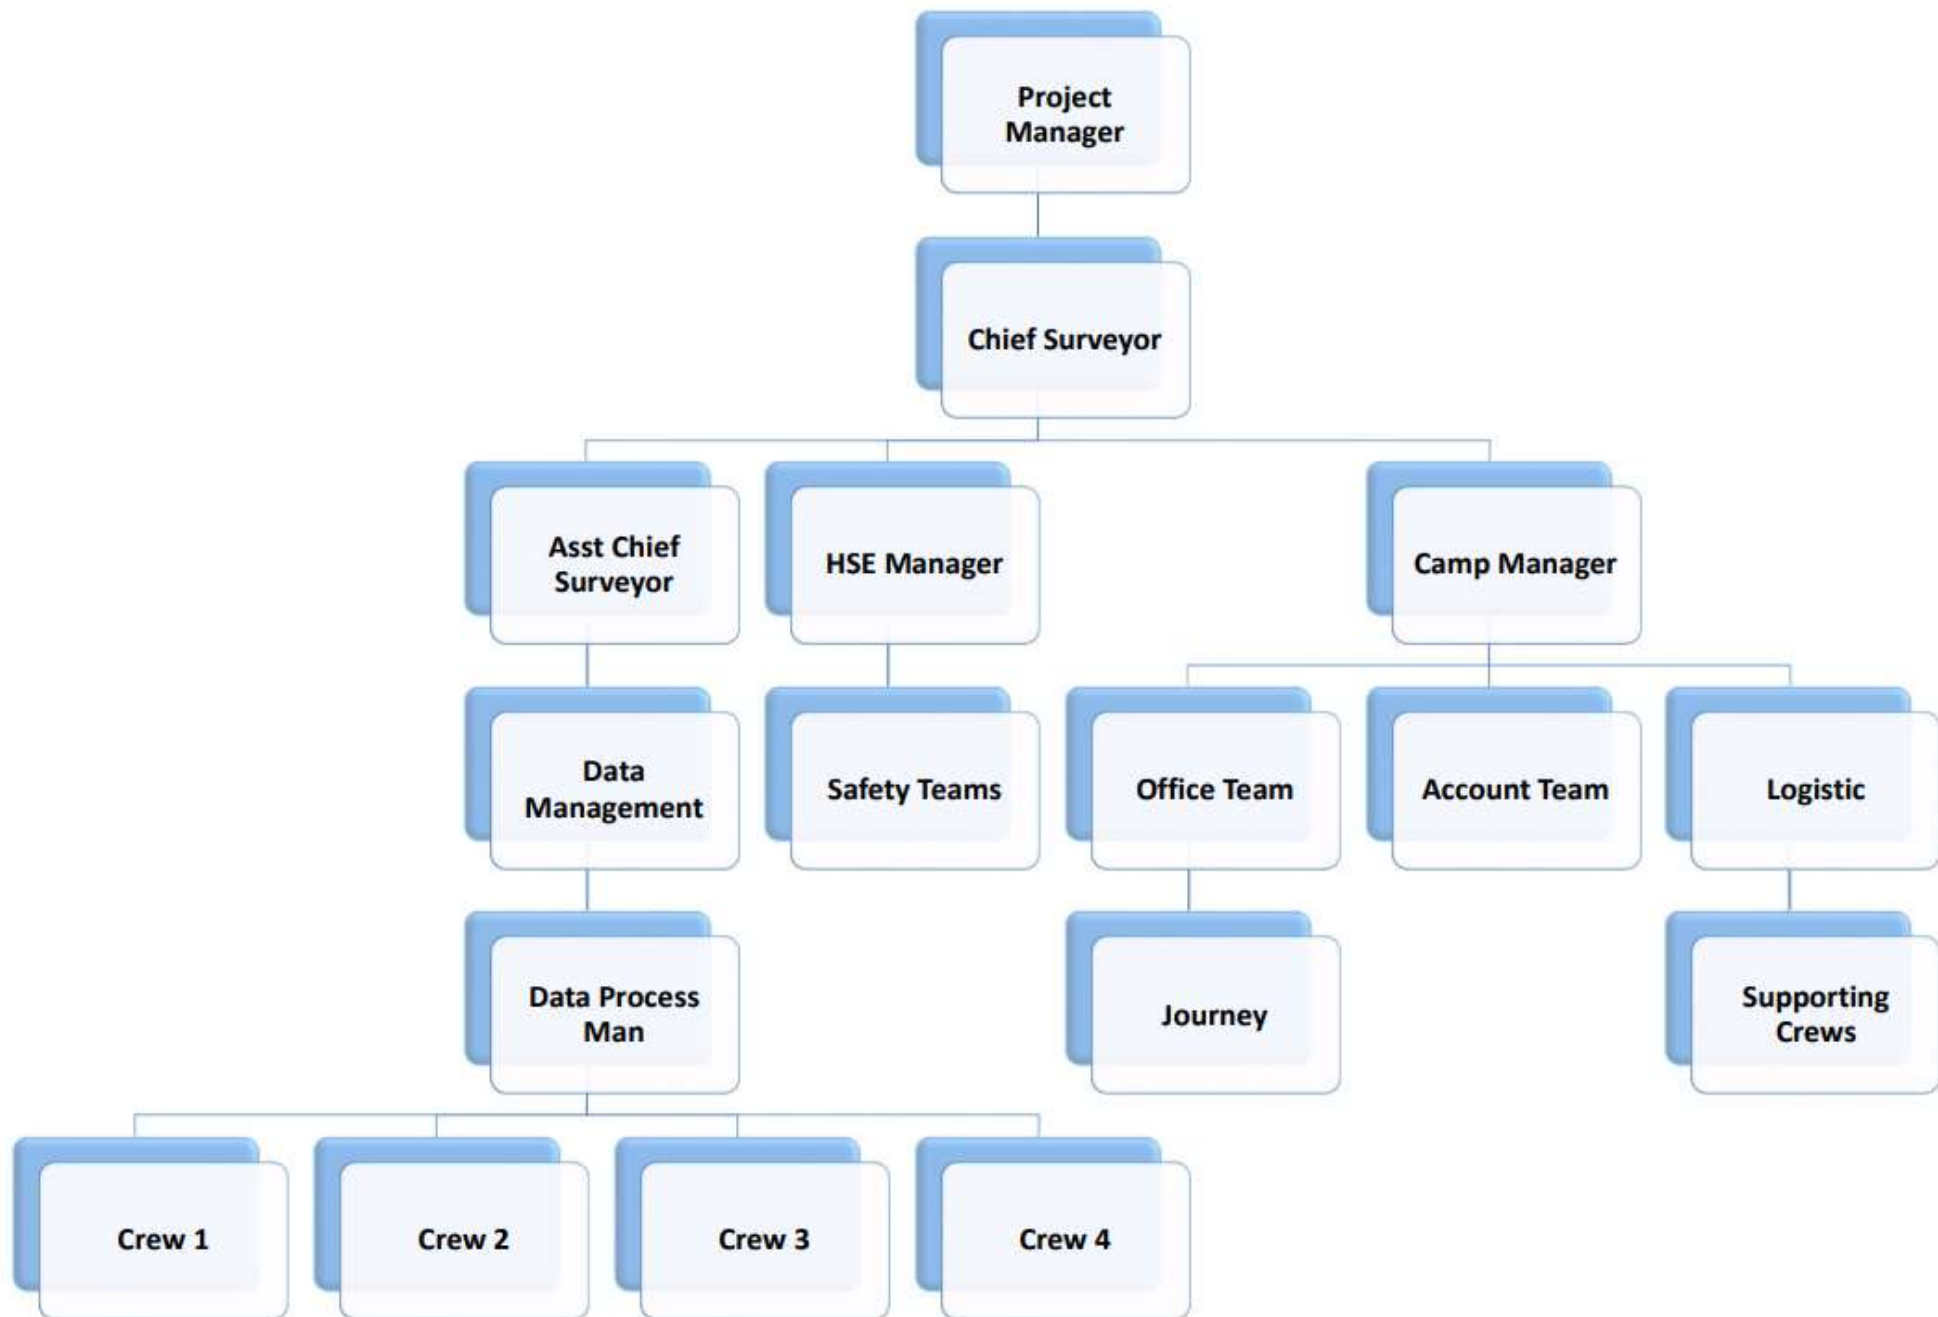 Project
Manager
Chief Surveyor
Asst Chief
Surveyor
HSE Manager
Camp Manager
Data
Management
Safety Teams
Office Team
Account Team
Logistic
Data Process
Man
Journey
Supporting
Crews
Crew 1
Crew 2
Crew 3
Crew 4